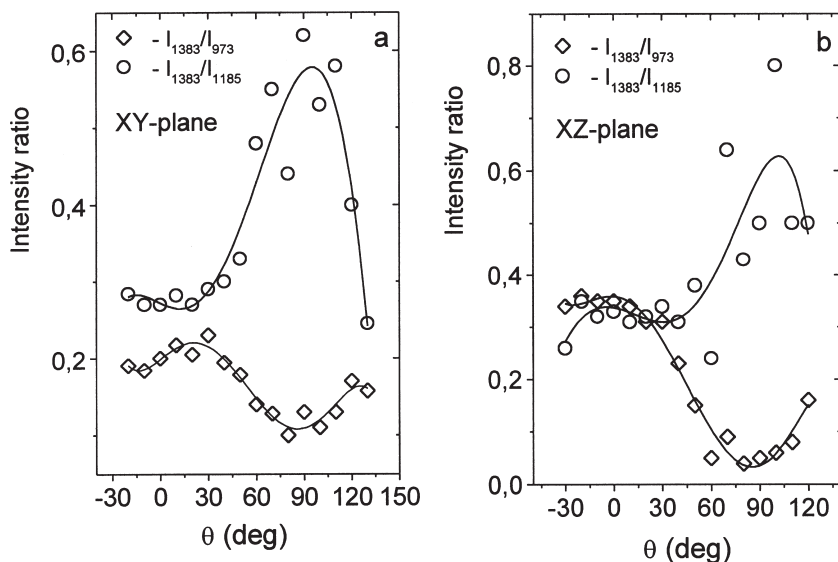 a
◇ - I1383/I973
○ - I1383/I1185
XY-plane
Intensity ratio
0,6
0,4
0,2
-30 0 30 60 90 120 150
θ (deg)
b
◇ - I1383/I973
○ - I1383/I1185
XZ-plane
Intensity ratio
0,8
0,6
0,4
0,2
0,0
-30 0 30 60 90 120
θ (deg)